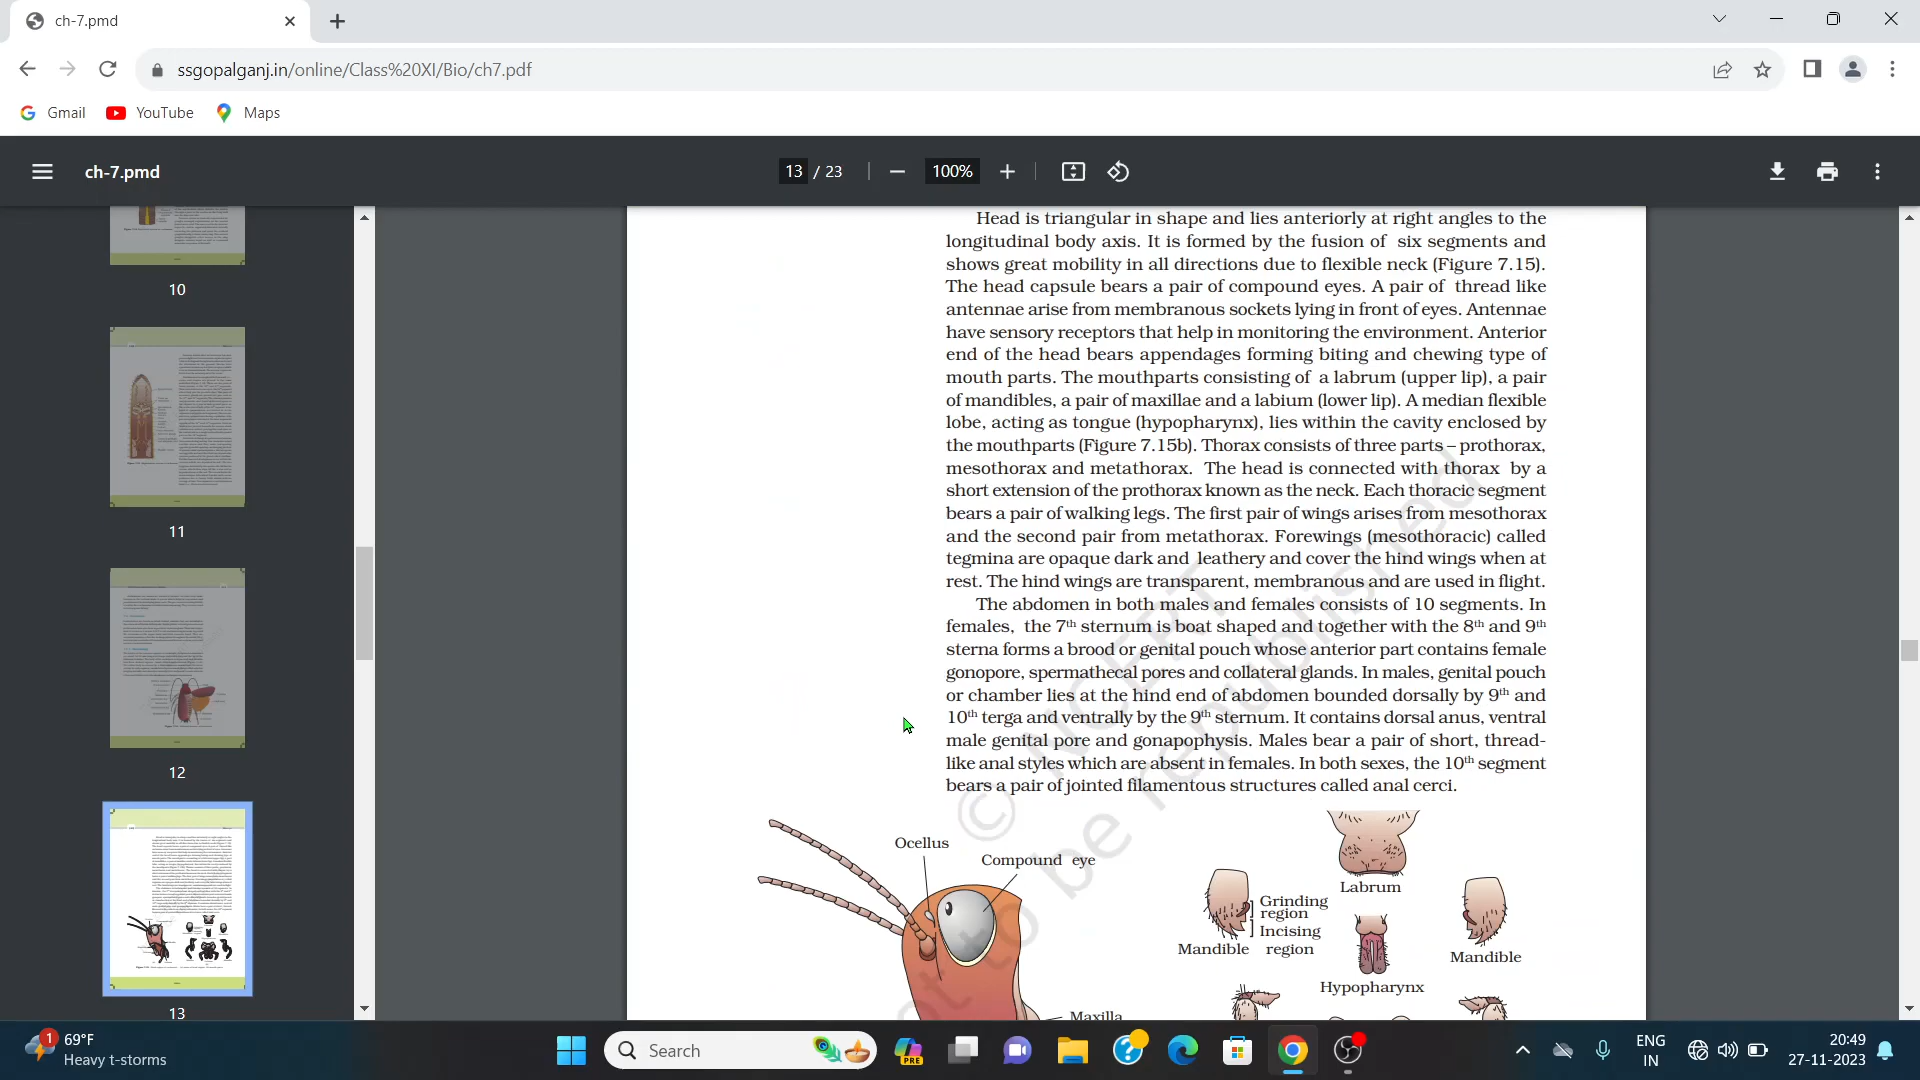 ch-7.pmd
ssgopalganj.in/online/Class%20XI/Bio/ch7.pdf
Gmail YouTube Maps
ch-7.pmd 13 / 23 100%
10
11
12
13
Head is triangular in shape and lies anteriorly at right angles to the
longitudinal body axis. It is formed by the fusion of six segments and
shows great mobility in all directions due to flexible neck (Figure 7.15).
The head capsule bears a pair of compound eyes. A pair of thread like
antennae arise from membranous sockets lying in front of eyes. Antennae
have sensory receptors that help in monitoring the environment. Anterior
end of the head bears appendages forming biting and chewing type of
mouth parts. The mouthparts consisting of a labrum (upper lip), a pair
of mandibles, a pair of maxillae and a labium (lower lip). A median flexible
lobe, acting as tongue (hypopharynx), lies within the cavity enclosed by
the mouthparts (Figure 7.15b). Thorax consists of three parts – prothorax,
mesothorax and metathorax. The head is connected with thorax by a
short extension of the prothorax known as the neck. Each thoracic segment
bears a pair of walking legs. The first pair of wings arises from mesothorax
and the second pair from metathorax. Forewings (mesothoracic) called
tegmina are opaque dark and leathery and cover the hind wings when at
rest. The hind wings are transparent, membranous and are used in flight.
The abdomen in both males and females consists of 10 segments. In
females, the 7th sternum is boat shaped and together with the 8th and 9th
sterna forms a brood or genital pouch whose anterior part contains female
gonopore, spermathecal pores and collateral glands. In males, genital pouch
or chamber lies at the hind end of abdomen bounded dorsally by 9th and
10th terga and ventrally by the 9th sternum. It contains dorsal anus, ventral
male genital pore and gonapophysis. Males bear a pair of short, thread-
like anal styles which are absent in females. In both sexes, the 10th segment
bears a pair of jointed filamentous structures called anal cerci.
© NCERT
not to be republished
Ocellus
Compound eye
Maxilla
Labrum
Grinding
region
Incising
region
Mandible
Mandible
Hypopharynx
1
69°F
Heavy t-storms
Search
PRE
ENG
IN
20:49
27-11-2023